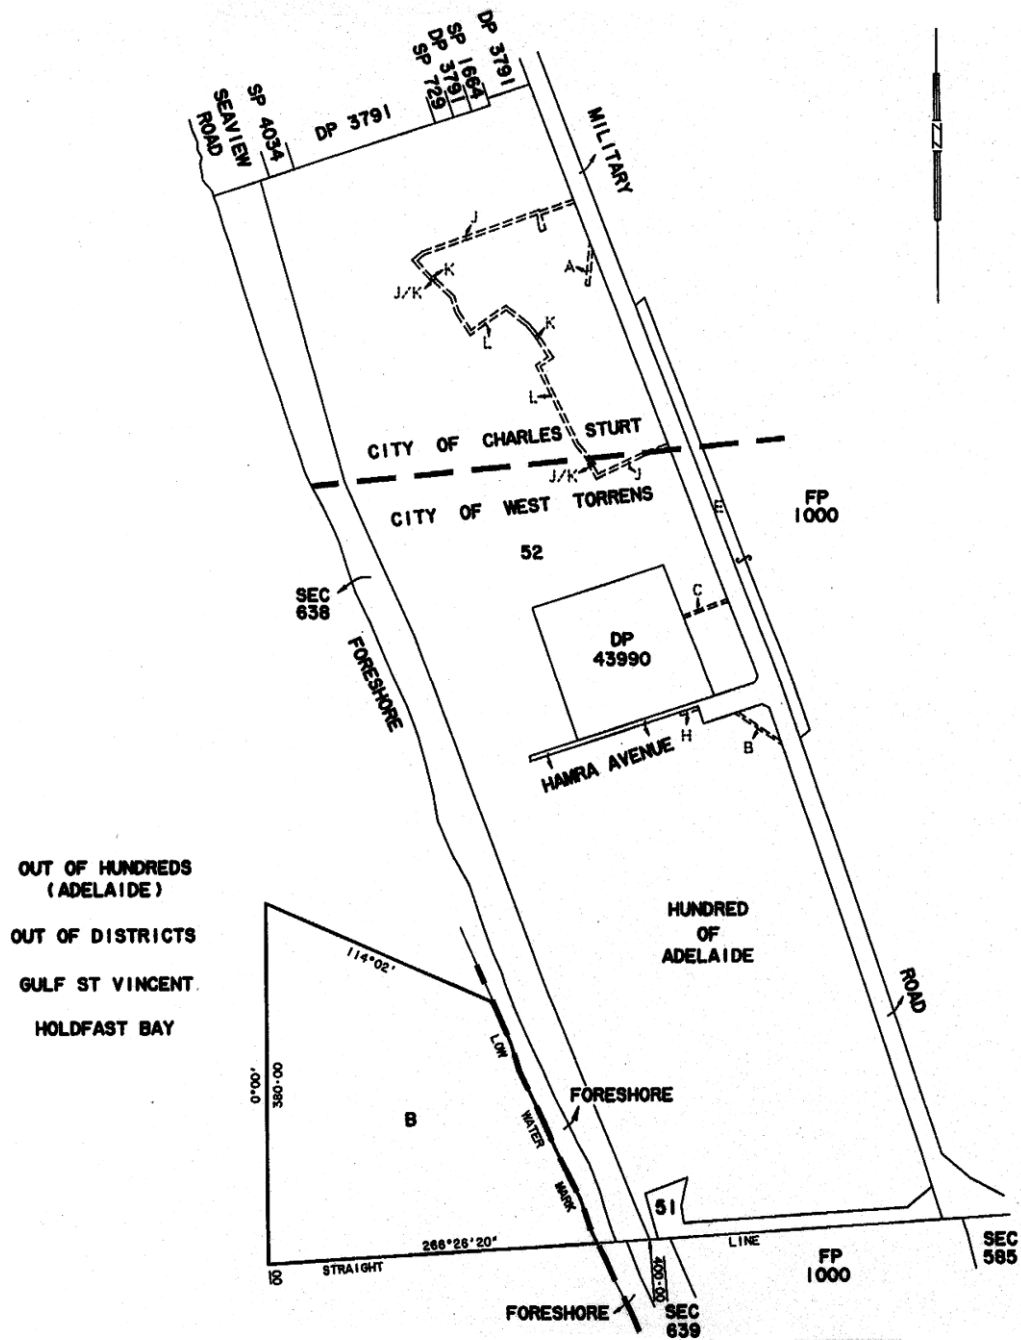 DP 3791
SP 1664
DP 3791
SP 729
DP 3791
SP 4034
SEAVIEW
ROAD
MILITARY
N
J
L
A
K
J/K
L
K
L
CITY OF CHARLES STURT
J/K
J
CITY OF WEST TORRENS
E
FP
1000
52
SEC
638
C
DP
43990
FORESHORE
H
B
HAMRA AVENUE
OUT OF HUNDREDS
(ADELAIDE)
OUT OF DISTRICTS
GULF ST VINCENT
HOLDFAST BAY
HUNDRED
OF
ADELAIDE
114°02'
ROAD
LOW
WATER
MARK
0°00'
380·00
B
FORESHORE
51
266°26'20"
STRAIGHT
LINE
400·00
FP
1000
SEC
585
FORESHORE
SEC
639